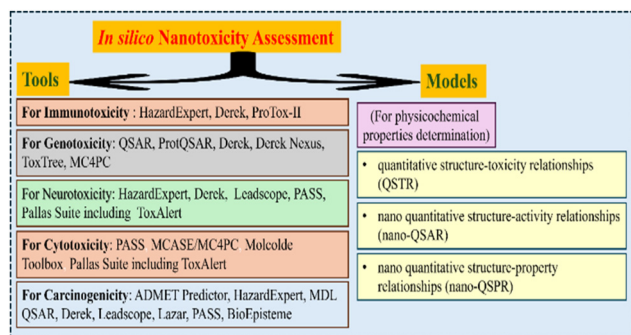 In silico Nanotoxicity Assessment
Tools
For Immunotoxicity : HazardExpert, Derek, ProTox-II
For Genotoxicity: QSAR, ProtQSAR, Derek, Derek Nexus,
ToxTree, MC4PC
For Neurotoxicity: HazardExpert, Derek, Leadscope, PASS,
Pallas Suite including ToxAlert
For Cytotoxicity: PASS MCASE/MC4PC Molcolde
Toolbox Pallas Suite including ToxAlert
For Carcinogenicity: ADMET Predictor, HazardExpert, MDL
QSAR, Derek, Leadscope, Lazar, PASS, BioEpisteme
Models
(For physicochemical
properties determination)
• quantitative structure-toxicity relationships
(QSTR)
• nano quantitative structure-activity relationships
(nano-QSAR)
• nano quantitative structure-property
relationships (nano-QSPR)